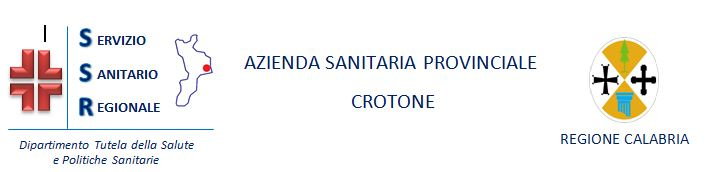 SERVIZIO
SANITARIO
REGIONALE
Dipartimento Tutela della Salute
e Politiche Sanitarie
AZIENDA SANITARIA PROVINCIALE
CROTONE
REGIONE CALABRIA